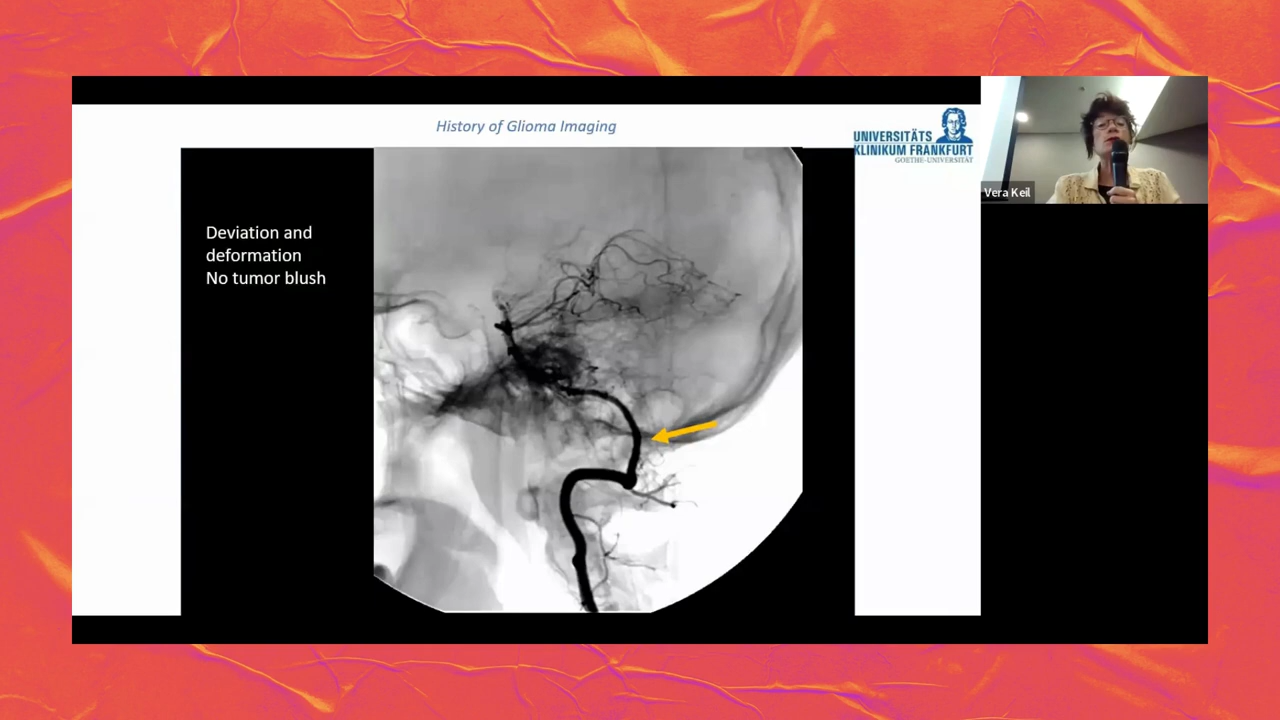 History of Glioma Imaging
UNIVERSITÄTS
KLINIKUM FRANKFURT
GOETHE-UNIVERSITÄT
Deviation and
deformation
No tumor blush
Vera Keil